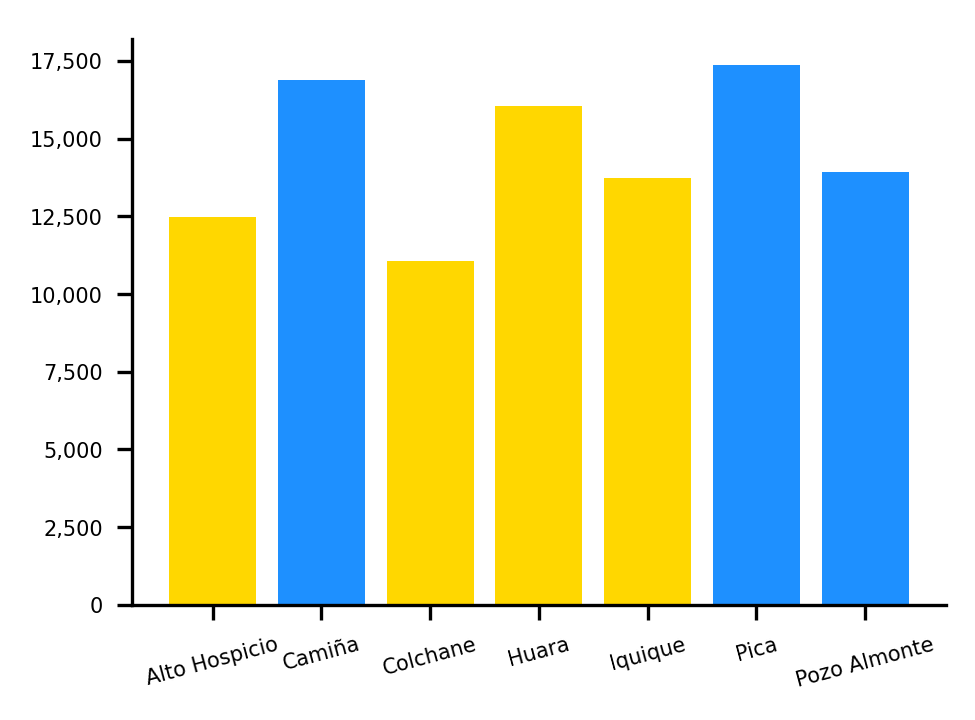 17,500
15,000
12,500
10,000
7,500
5,000
2,500
0
Alto Hospicio
Camiña
Colchane
Huara
Iquique
Pica
Pozo Almonte